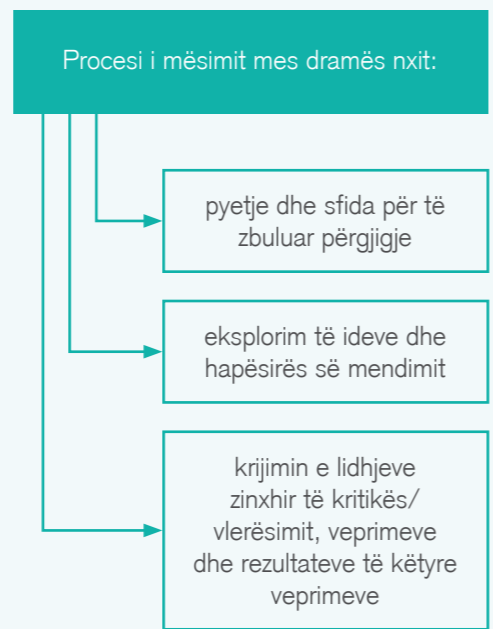 Procesi i mësimit mes dramës nxit:
pyetje dhe sfida për të
zbuluar përgjigje
eksplorim të ideve dhe
hapësirës së mendimit
krijimin e lidhjeve
zinxhir të kritikës/
vlerësimit, veprimeve
dhe rezultateve të këtyre
veprimeve